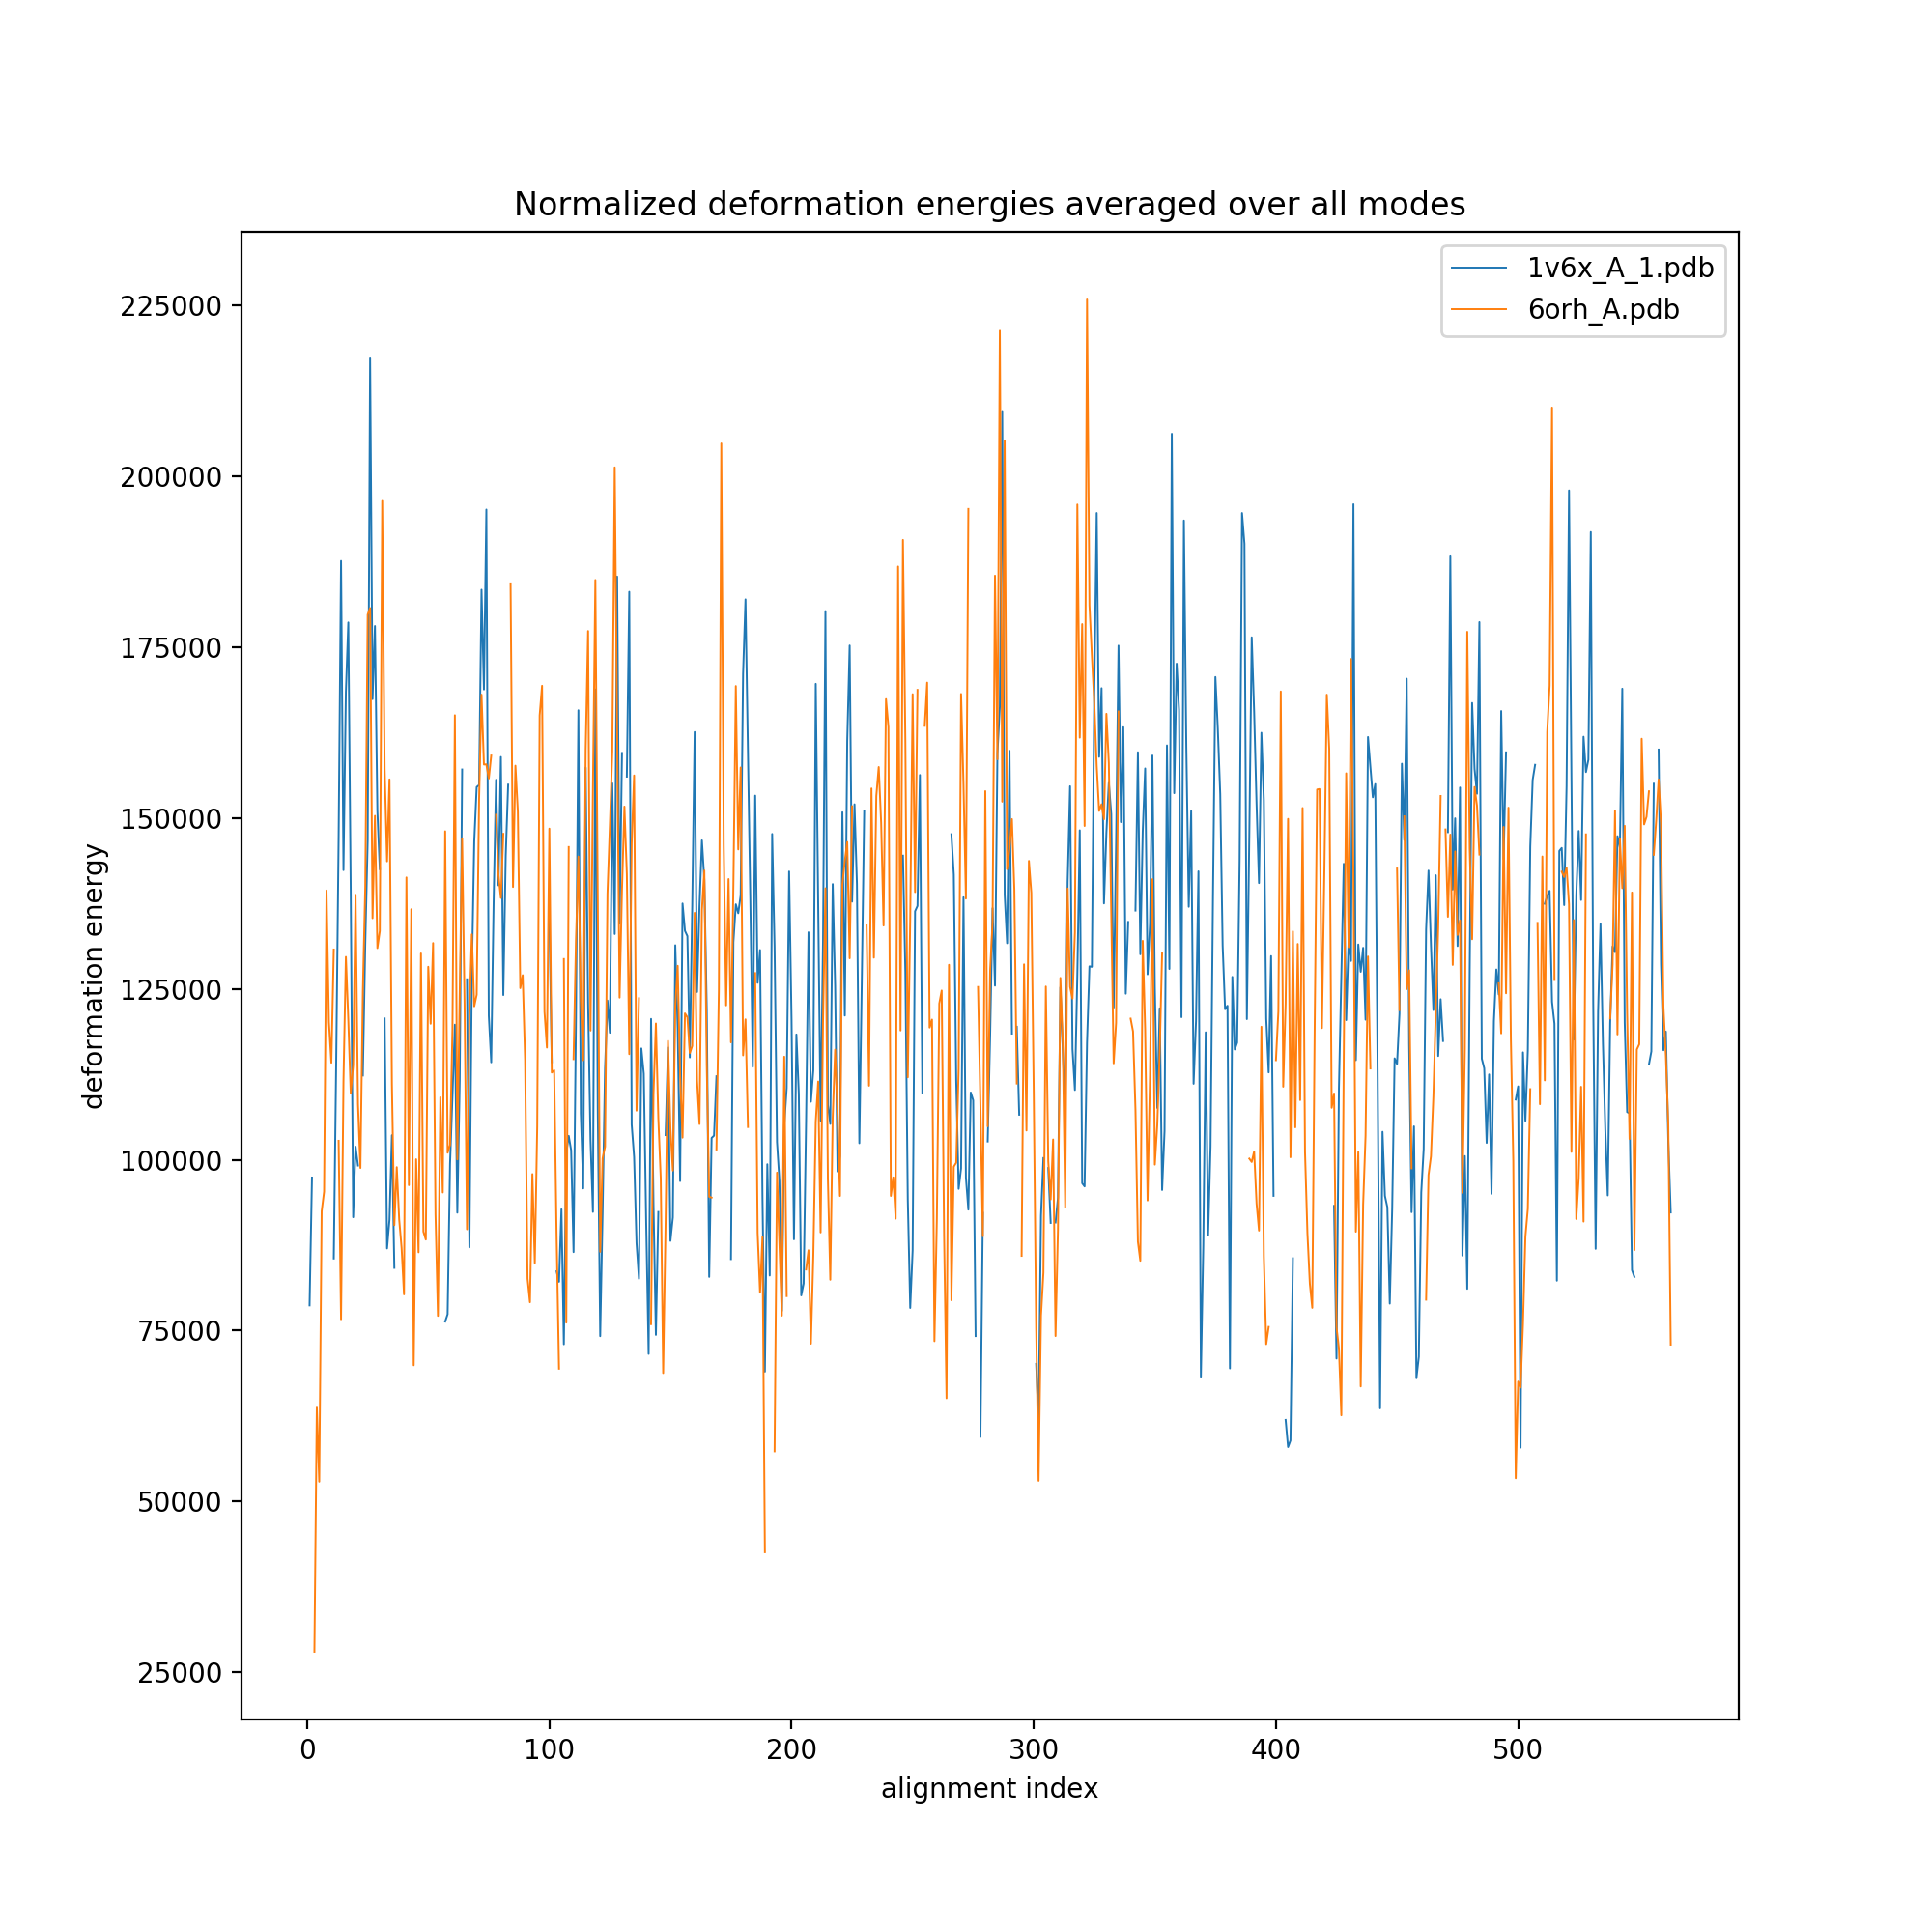 Normalized deformation energies averaged over all modes
1v6x_A_1.pdb
6orh_A.pdb
deformation energy
225000
200000
175000
150000
125000
100000
75000
50000
25000
0 100 200 300 400 500
alignment index